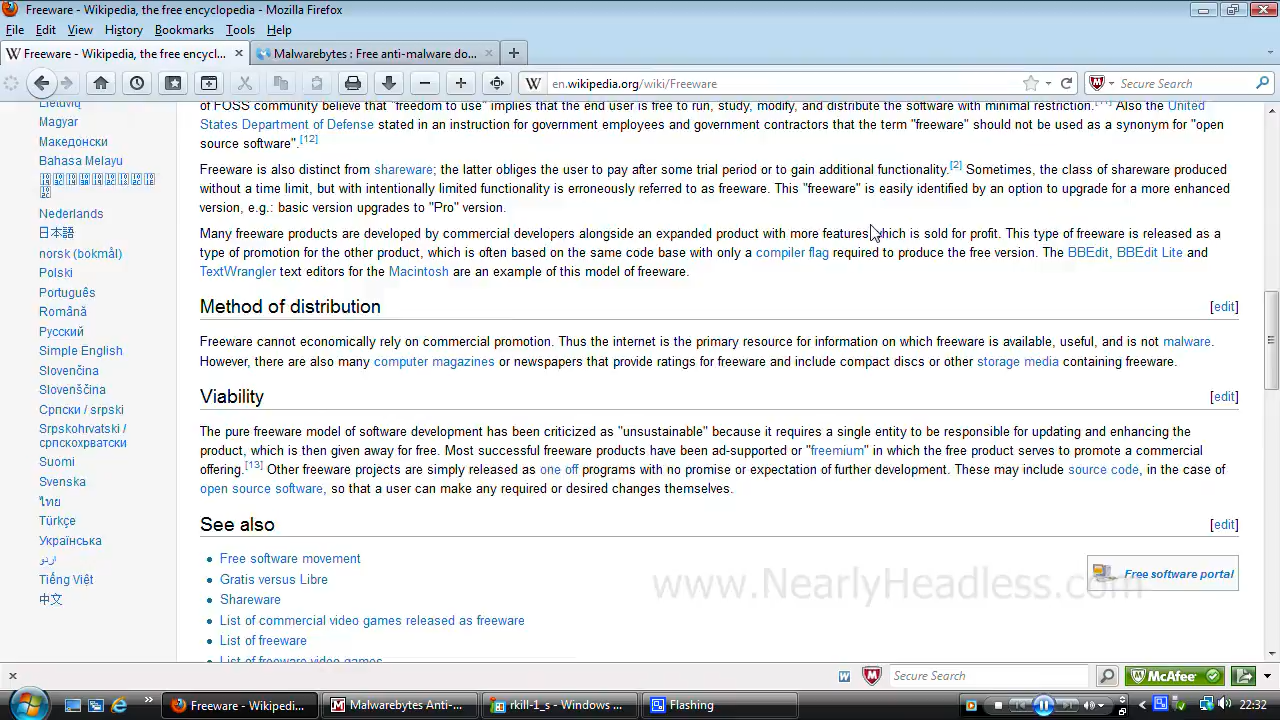 Freeware - Wikipedia, the free encyclopedia - Mozilla Firefox
File Edit View History Bookmarks Tools Help
Freeware - Wikipedia, the free encycl... Malwarebytes : Free anti-malware do...
en.wikipedia.org/wiki/Freeware Secure Search
Lietuvių
Magyar
Македонски
Bahasa Melayu
Nederlands
日本語
norsk (bokmål)
Polski
Português
Română
Русский
Simple English
Slovenčina
Slovenščina
Српски / srpski
Srpskohrvatski / српскохрватски
Suomi
Svenska
ไทย
Türkçe
Українська
اردو
Tiếng Việt
中文
of FOSS community believe that "freedom to use" implies that the end user is free to run, study, modify, and distribute the software with minimal restriction. Also the United
States Department of Defense stated in an instruction for government employees and government contractors that the term "freeware" should not be used as a synonym for "open
source software".[12]
Freeware is also distinct from shareware; the latter obliges the user to pay after some trial period or to gain additional functionality.[2] Sometimes, the class of shareware produced
without a time limit, but with intentionally limited functionality is erroneously referred to as freeware. This "freeware" is easily identified by an option to upgrade for a more enhanced
version, e.g.: basic version upgrades to "Pro" version.
Many freeware products are developed by commercial developers alongside an expanded product with more features which is sold for profit. This type of freeware is released as a
type of promotion for the other product, which is often based on the same code base with only a compiler flag required to produce the free version. The BBEdit, BBEdit Lite and
TextWrangler text editors for the Macintosh are an example of this model of freeware.
Method of distribution [edit]
Freeware cannot economically rely on commercial promotion. Thus the internet is the primary resource for information on which freeware is available, useful, and is not malware.
However, there are also many computer magazines or newspapers that provide ratings for freeware and include compact discs or other storage media containing freeware.
Viability [edit]
The pure freeware model of software development has been criticized as "unsustainable" because it requires a single entity to be responsible for updating and enhancing the
product, which is then given away for free. Most successful freeware products have been ad-supported or "freemium" in which the free product serves to promote a commercial
offering.[13] Other freeware projects are simply released as one off programs with no promise or expectation of further development. These may include source code, in the case of
open source software, so that a user can make any required or desired changes themselves.
See also [edit]
Free software movement
Gratis versus Libre
Shareware
List of commercial video games released as freeware
List of freeware
List of freeware video games
Free software portal
www.NearlyHeadless.com
Secure Search McAfee
Freeware - Wikipedi... Malwarebytes Anti-... rkill-1_s - Windows ... Flashing 22:32